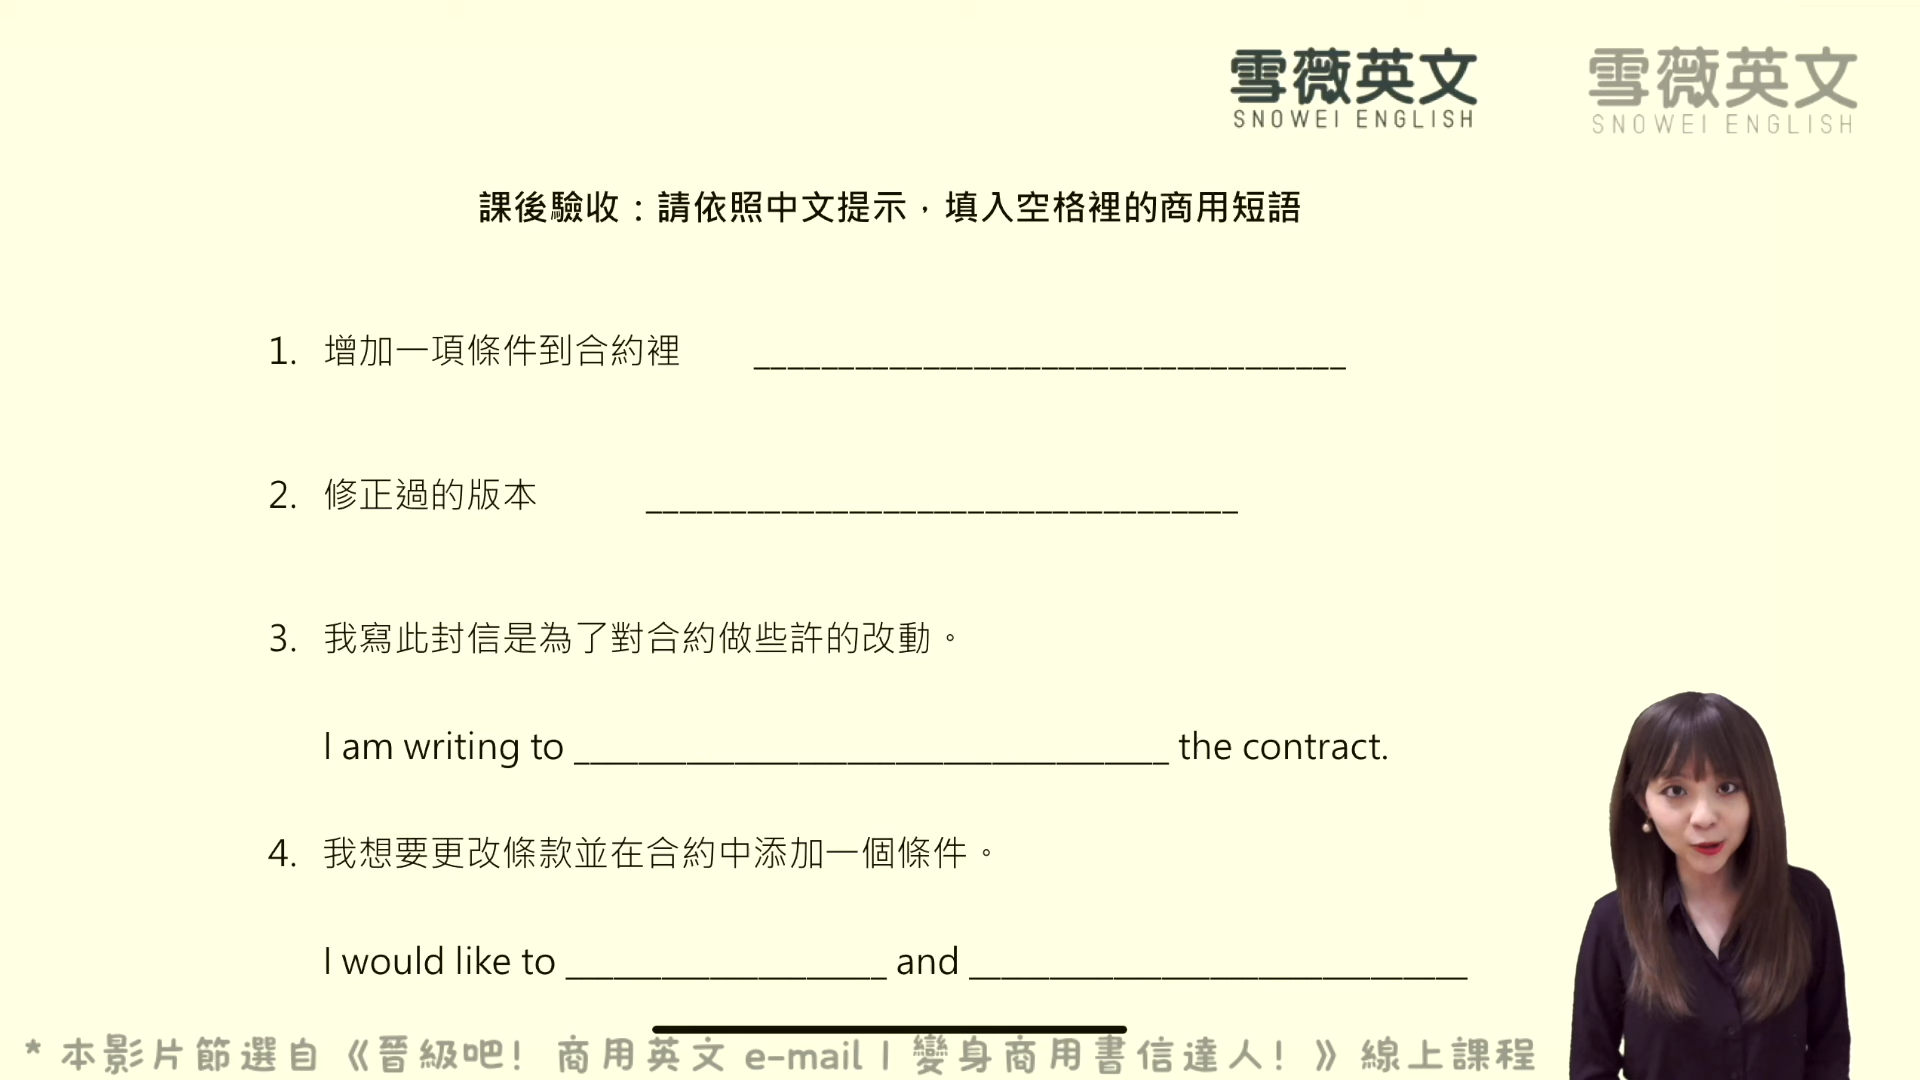 雪薇英文 雪薇英文
SNOWEI ENGLISH SNOWEI ENGLISH
課後驗收：請依照中文提示，填入空格裡的商用短語
1. 增加一項條件到合約裡 ___________________________________
2. 修正過的版本 ___________________________________
3. 我寫此封信是為了對合約做些許的改動。
I am writing to ___________________________________ the contract.
4. 我想要更改條款並在合約中添加一個條件。
I would like to ___________________ and ______________________________
* 本影片節選自《晉級吧！商用英文 e-mail | 變身商用書信達人！》線上課程